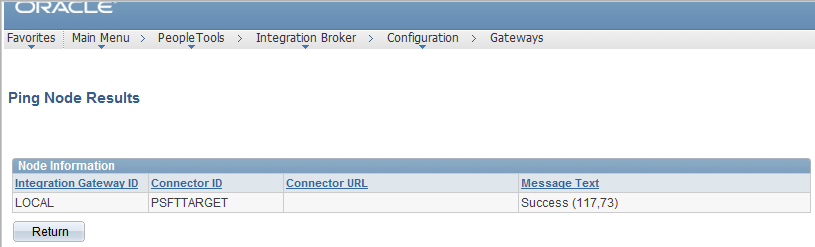 ORACLE
Favorites Main Menu > PeopleTools > Integration Broker > Configuration > Gateways
Ping Node Results
Node Information
Integration Gateway ID Connector ID Connector URL Message Text
LOCAL PSFTTARGET Success (117,73)
Return